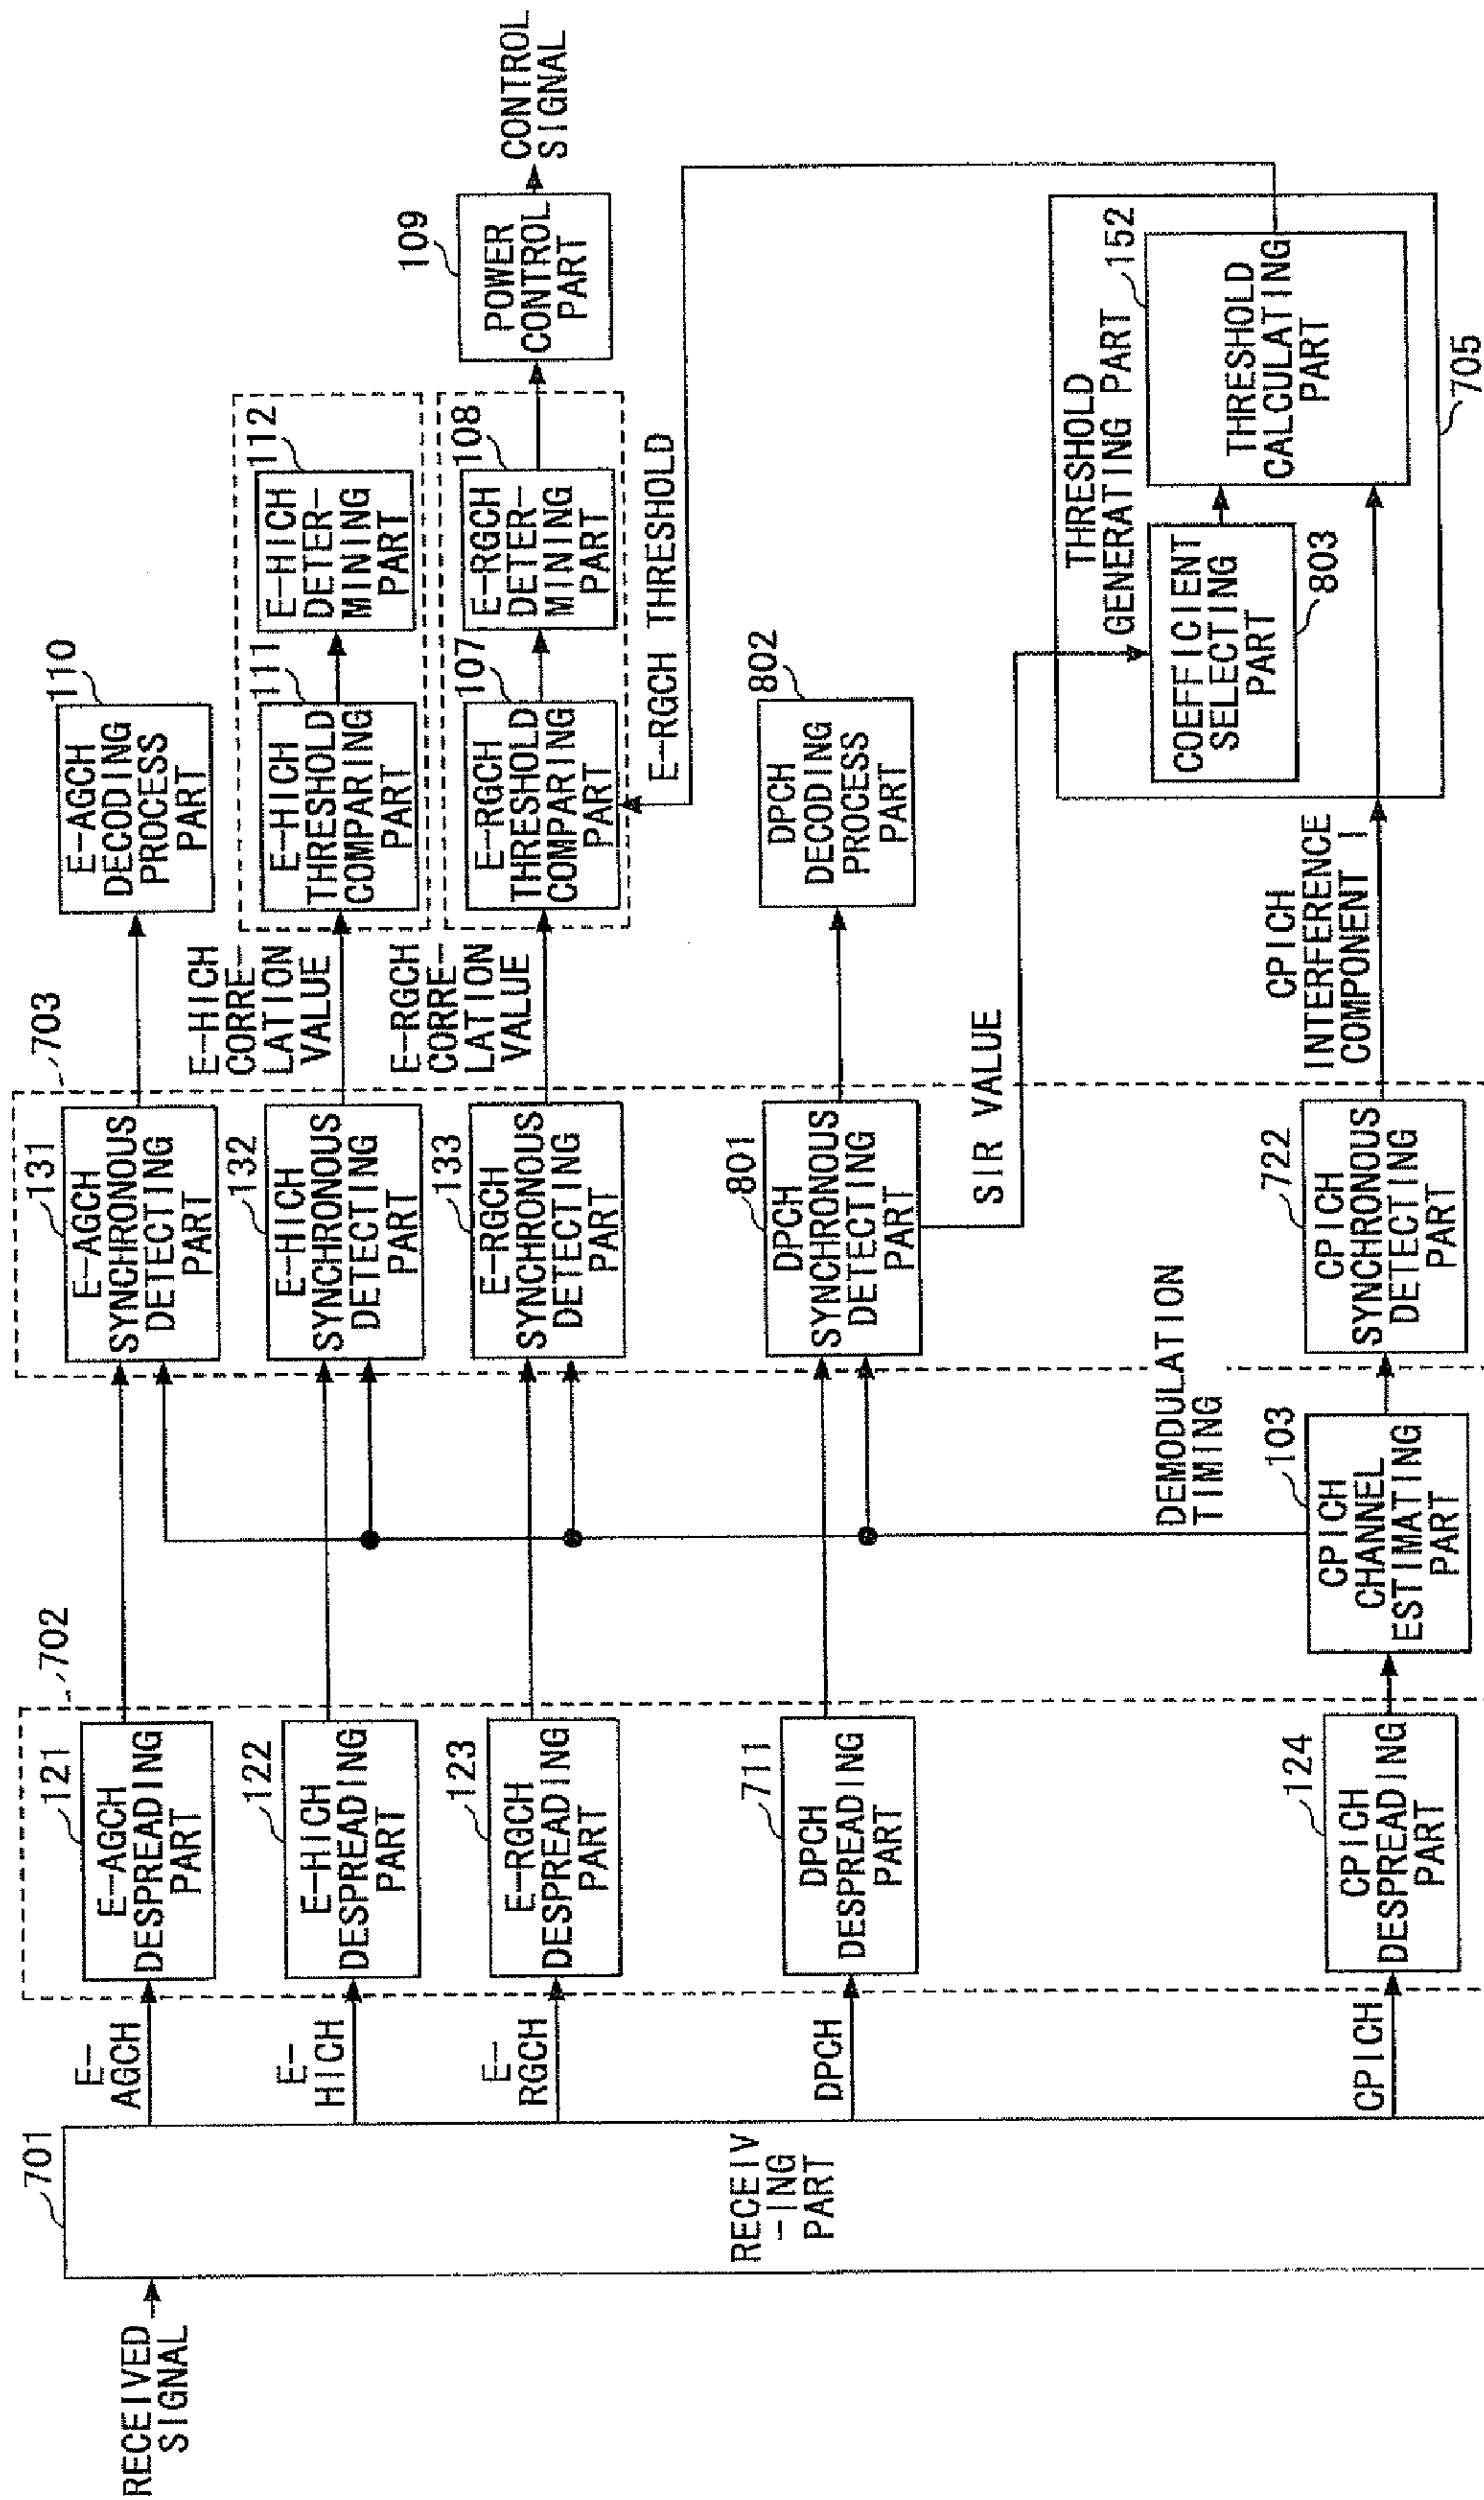 RECEIVED
SIGNAL
701
RECEIV
-ING
PART
E-
AGCH
E-
HICH
E-
RGCH
DPCH
CPICH
702
121
E-AGCH
DESPREADING
PART
122
E-HICH
DESPREADING
PART
123
E-RGCH
DESPREADING
PART
711
DPCH
DESPREADING
PART
124
CPICH
DESPREADING
PART
103
CPICH
CHANNEL
ESTIMATING
PART
DEMODULATION
TIMING
703
131
E-AGCH
SYNCHRONOUS
DETECTING
PART
132
E-HICH
SYNCHRONOUS
DETECTING
PART
133
E-RGCH
SYNCHRONOUS
DETECTING
PART
801
DPCH
SYNCHRONOUS
DETECTING
PART
722
CPICH
SYNCHRONOUS
DETECTING
PART
E-HICH
CORRE-
LATION
VALUE
E-RGCH
CORRE-
LATION
VALUE
SIR VALUE
CPICH
INTERFERENCE
COMPONENT I
110
E-AGCH
DECODING
PROCESS
PART
111
E-HICH
THRESHOLD
COMPARING
PART
112
E-HICH
DETER-
MINING
PART
107
E-RGCH
THRESHOLD
COMPARING
PART
108
E-RGCH
DETER-
MINING
PART
E-RGCH THRESHOLD
802
DPCH
DECODING
PROCESS
PART
109
POWER
CONTROL
PART
CONTROL
SIGNAL
THRESHOLD
GENERATING PART
803
COEFFICIENT
SELECTING
PART
152
THRESHOLD
CALCULATING
PART
705